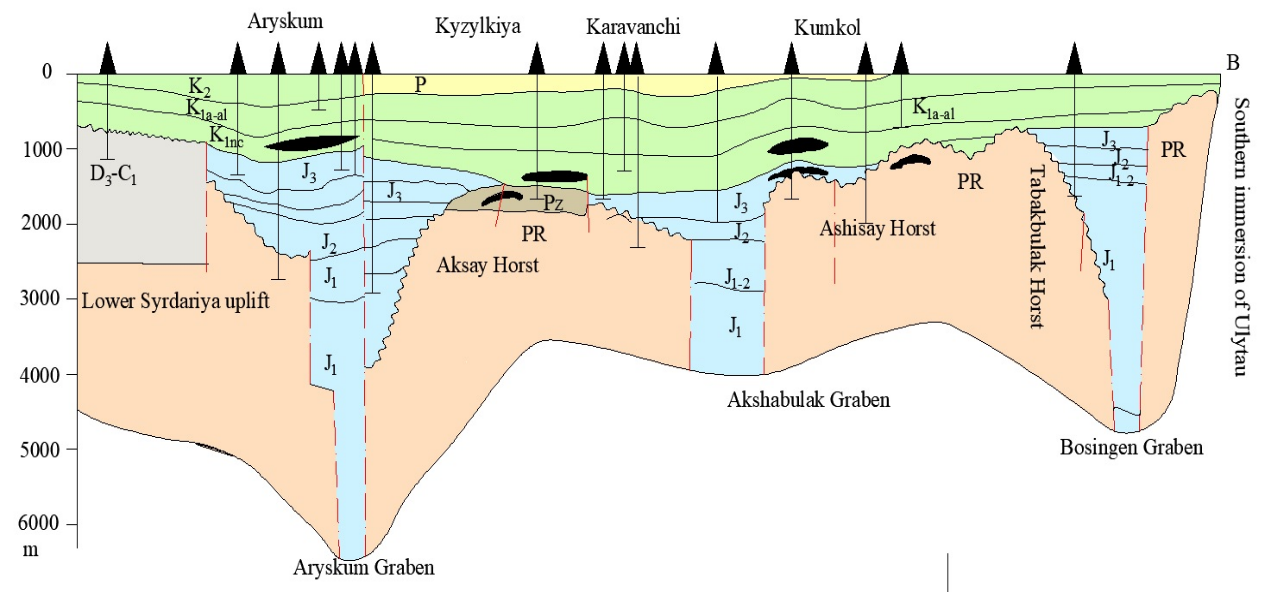 Aryskum
Kyzylkiya
Karavanchi
Kumkol
0
1000
2000
3000
4000
5000
6000
m
B
P
K2
K1a-al
K1nc
K1a-al
D3-C1
J3
J3
J2
J1
J1
Lower Syrdariya uplift
Aryskum Graben
Pz
PR
Aksay Horst
J3
J2
J1-2
J1
Akshabulak Graben
Ashisay Horst
PR
Tabakbulak Horst
J3
J2
J1-2
J1
PR
Bosingen Graben
Southern immersion of Ulytau